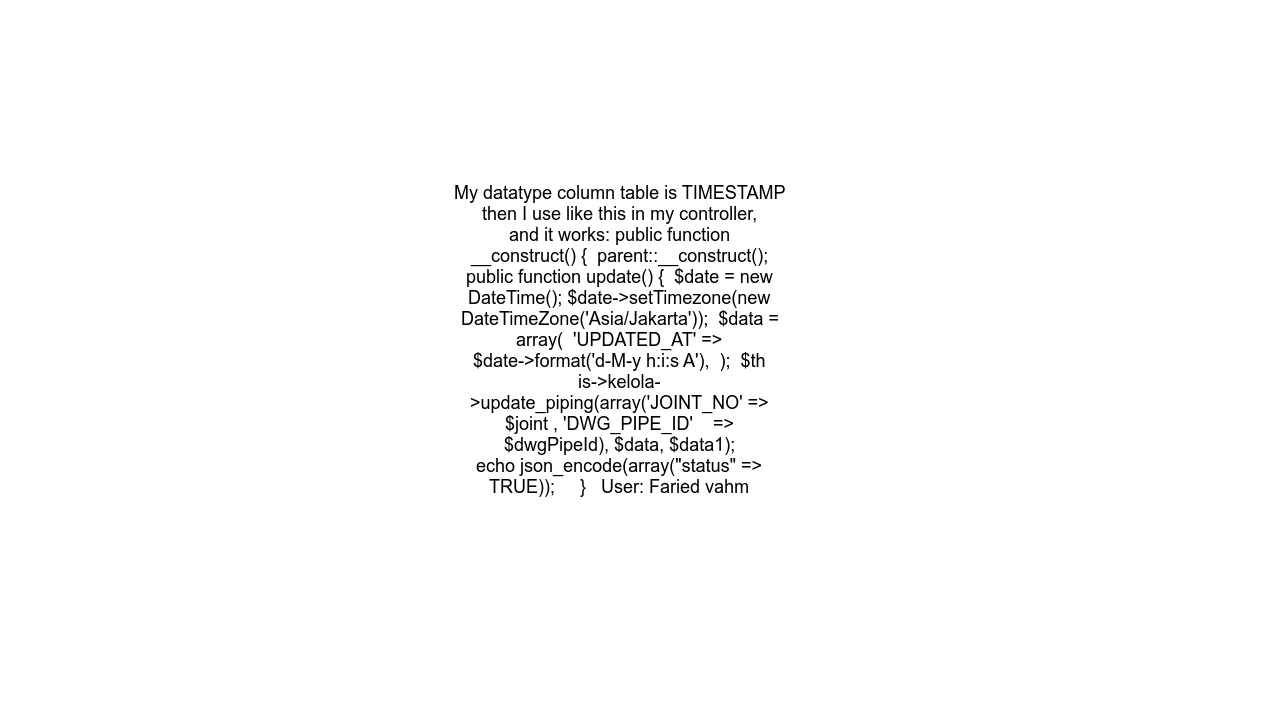 My datatype column table is TIMESTAMP
then I use like this in my controller,
and it works: public function
__construct() {  parent::__construct();
public function update() {  $date = new
DateTime(); $date->setTimezone(new
DateTimeZone('Asia/Jakarta'));  $data =
array(  'UPDATED_AT' =>
$date->format('d-M-y h:i:s A'),  );  $th
is->kelola-
>update_piping(array('JOINT_NO' =>
$joint , 'DWG_PIPE_ID'    =>
$dwgPipeId), $data, $data1);
echo json_encode(array("status" =>
TRUE));     }   User: Faried vahm